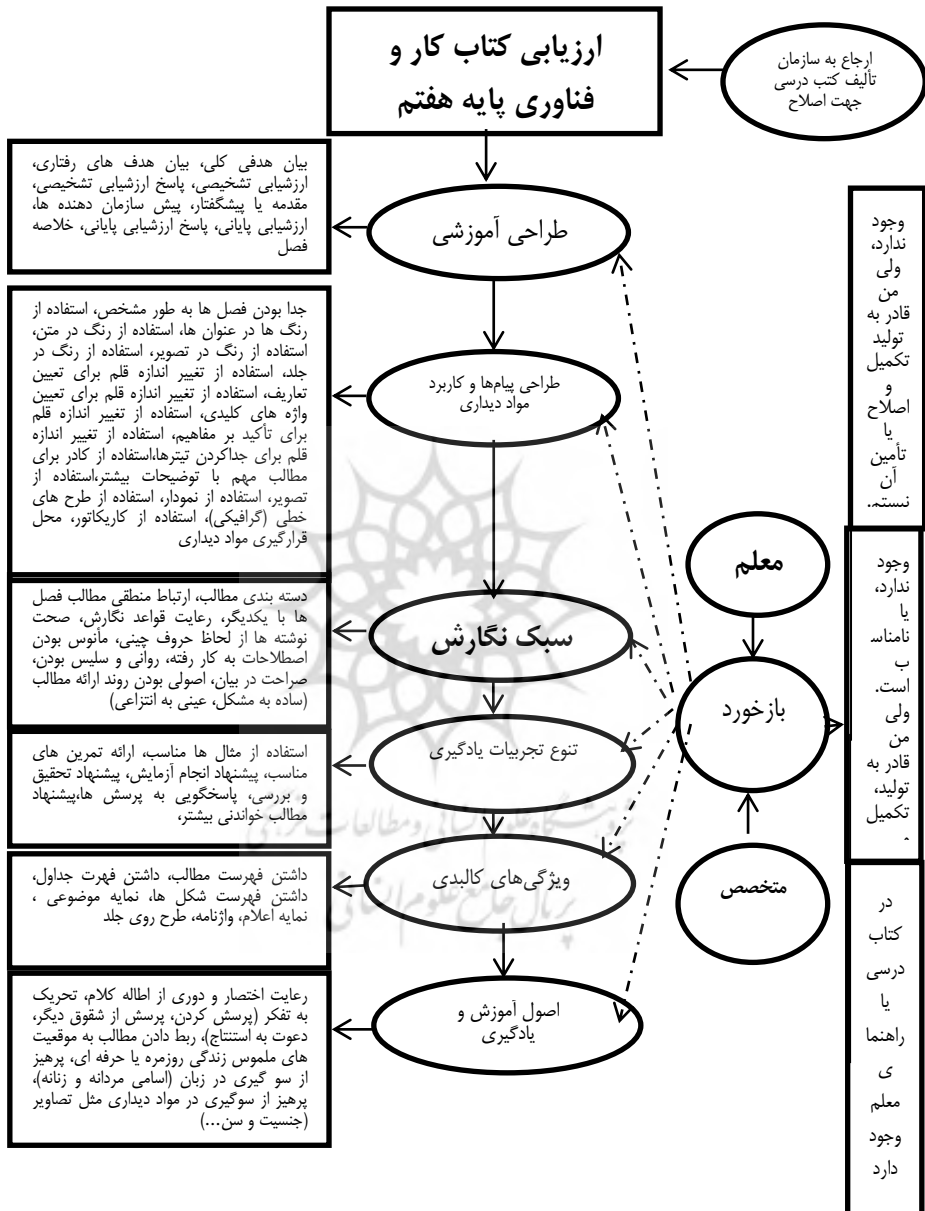 ارزیابی کتاب کار و
فناوری پایه هفتم
ارجاع به سازمان
تألیف کتب درسی
جهت اصلاح
طراحی آموزشی
بیان هدفی کلی، بیان هدف های رفتاری،
ارزشیابی تشخیصی، پاسخ ارزشیابی تشخیصی،
مقدمه یا پیشگفتار، پیش سازمان دهنده ها،
ارزشیابی پایانی، پاسخ ارزشیابی پایانی، خلاصه
فصل
طراحی پیام‌ها و کاربرد
مواد دیداری
جدا بودن فصل ها به طور مشخص، استفاده از
رنگ ها در عنوان ها، استفاده از رنگ در متن،
استفاده از رنگ در تصویر، استفاده از رنگ در
جلد، استفاده از تغییر اندازه قلم برای تعیین
تعاریف، استفاده از تغییر اندازه قلم برای تعیین
واژه های کلیدی، استفاده از تغییر اندازه قلم
برای تأکید بر مفاهیم، استفاده از تغییر اندازه
قلم برای جداکردن تیترها،استفاده از کادر برای
مطالب مهم با توضیحات بیشتر،استفاده از
تصویر، استفاده از نمودار، استفاده از طرح های
خطی (گرافیکی)، استفاده از کاریکاتور، محل
قرارگیری مواد دیداری
سبک نگارش
دسته بندی مطالب، ارتباط منطقی مطالب فصل
ها با یکدیگر، رعایت قواعد نگارش، صحت
نوشته ها از لحاظ حروف چینی، مأنوس بودن
اصطلاحات به کار رفته، روانی و سلیس بودن،
صراحت در بیان، اصولی بودن روند ارائه مطالب
(ساده به مشکل، عینی به انتزاعی)
تنوع تجربیات یادگیری
استفاده از مثال ها مناسب، ارائه تمرین های
مناسب، پیشنهاد انجام آزمایش، پیشنهاد تحقیق
و بررسی، پاسخگویی به پرسش ها،پیشنهاد
مطالب خواندنی بیشتر،
ویژگی‌های کالبدی
داشتن فهرست مطالب، داشتن فهرت جداول،
داشتن فهرست شکل ها، نمایه موضوعی ،
نمایه اعلام، واژنامه، طرح روی جلد
اصول آموزش و
یادگیری
رعایت اختصار و دوری از اطاله کلام، تحریک
به تفکر (پرسش کردن، پرسش از شقوق دیگر،
دعوت به استنتاج)، ربط دادن مطالب به موقعیت
های ملموس زندگی روزمره یا حرفه ای، پرهیز
از سو گیری در زبان (اسامی مردانه و زنانه)،
پرهیز از سوگیری در مواد دیداری مثل تصاویر
(جنسیت و سن...)
معلم
بازخورد
متخصص
وجود
ندارد،
ولی
من
قادر به
تولید
تکمیل
و
اصلاح
یا
تأمین
آن
نیستم.
وجود
ندارد،
یا
نامناس
ب
است.
ولی
من
قادر به
تولید،
تکمیل
در
کتاب
درسی
یا
راهنما
ی
معلم
وجود
دارد
پژوهشگاه علوم انسانی و مطالعات فرهنگی
پرتال جامع علوم انسانی